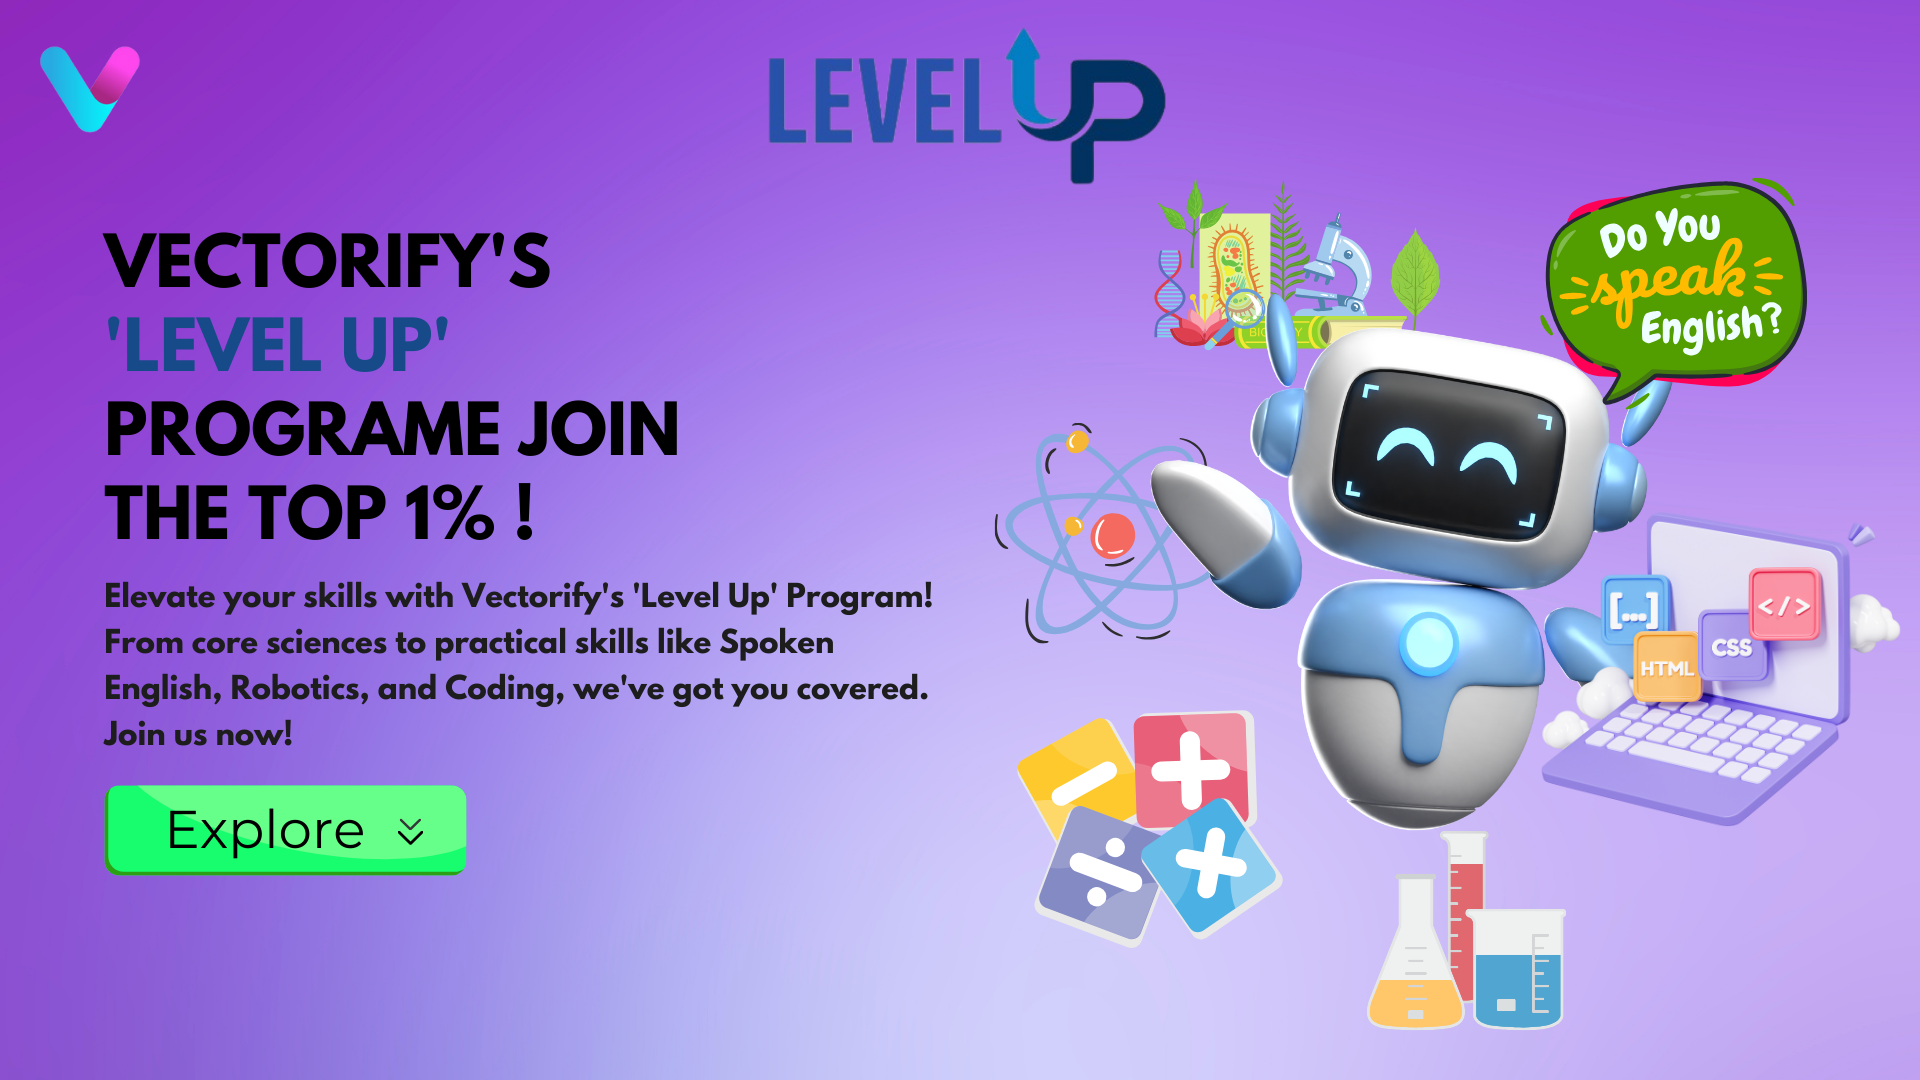 LEVEL UP
VECTORIFY'S
'LEVEL UP'
PROGRAME JOIN
THE TOP 1% !
Elevate your skills with Vectorify's 'Level Up' Program!
From core sciences to practical skills like Spoken
English, Robotics, and Coding, we've got you covered.
Join us now!
Explore
Do You
speak
English?
[...]
</>
CSS
HTML